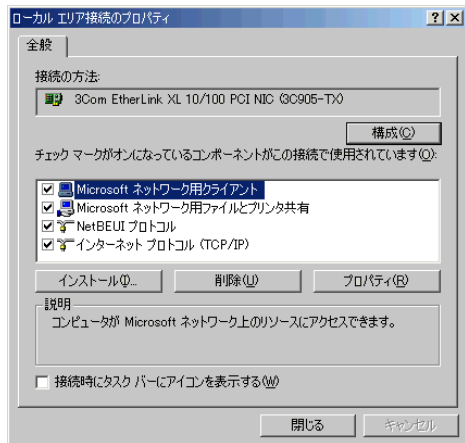 ローカル エリア接続のプロパティ
全般
接続の方法:
3Com EtherLink XL 10/100 PCI NIC (3C905-TX)
構成(C)
チェック マークがオンになっているコンポーネントがこの接続で使用されています(O):
Microsoft ネットワーク用クライアント
Microsoft ネットワーク用ファイルとプリンタ共有
NetBEUI プロトコル
インターネット プロトコル (TCP/IP)
インストール(I)... 削除(U) プロパティ(R)
説明
コンピュータが Microsoft ネットワーク上のリソースにアクセスできます。
接続時にタスク バーにアイコンを表示する(W)
閉じる キャンセル